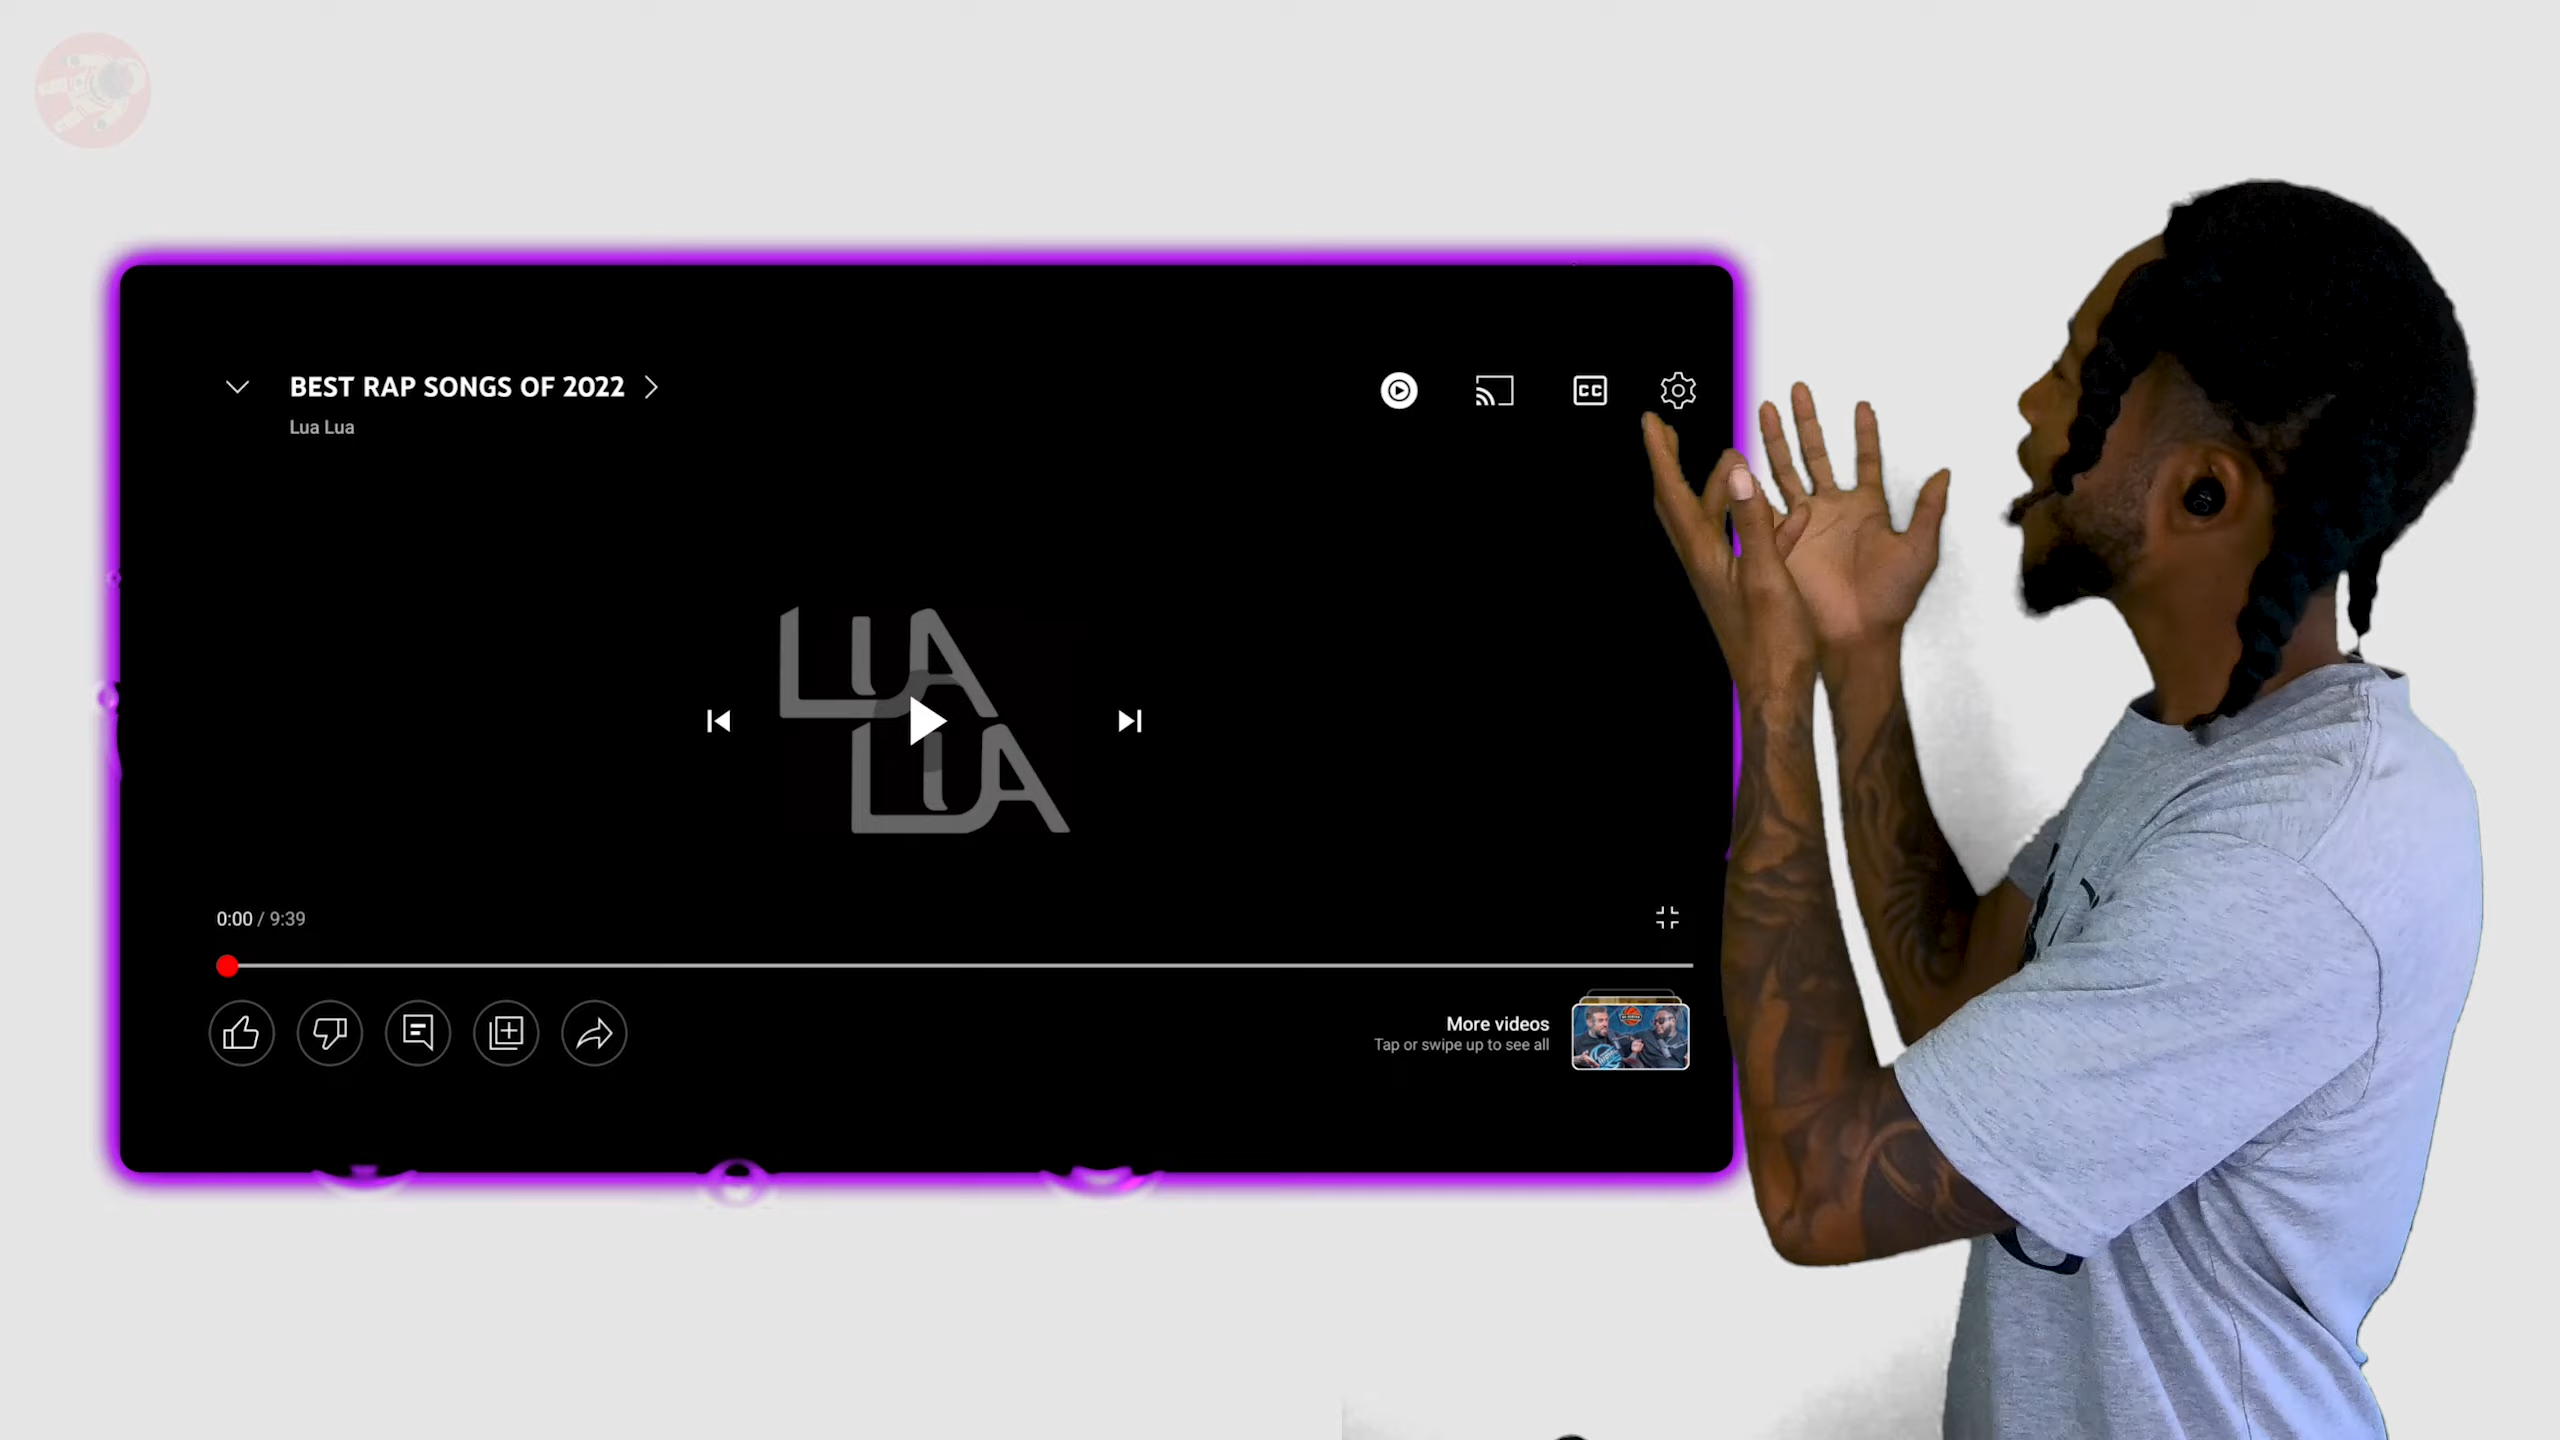 BEST RAP SONGS OF 2022
Lua Lua
CC
LUA
LUA
0:00 / 9:39
More videos
Tap or swipe up to see all